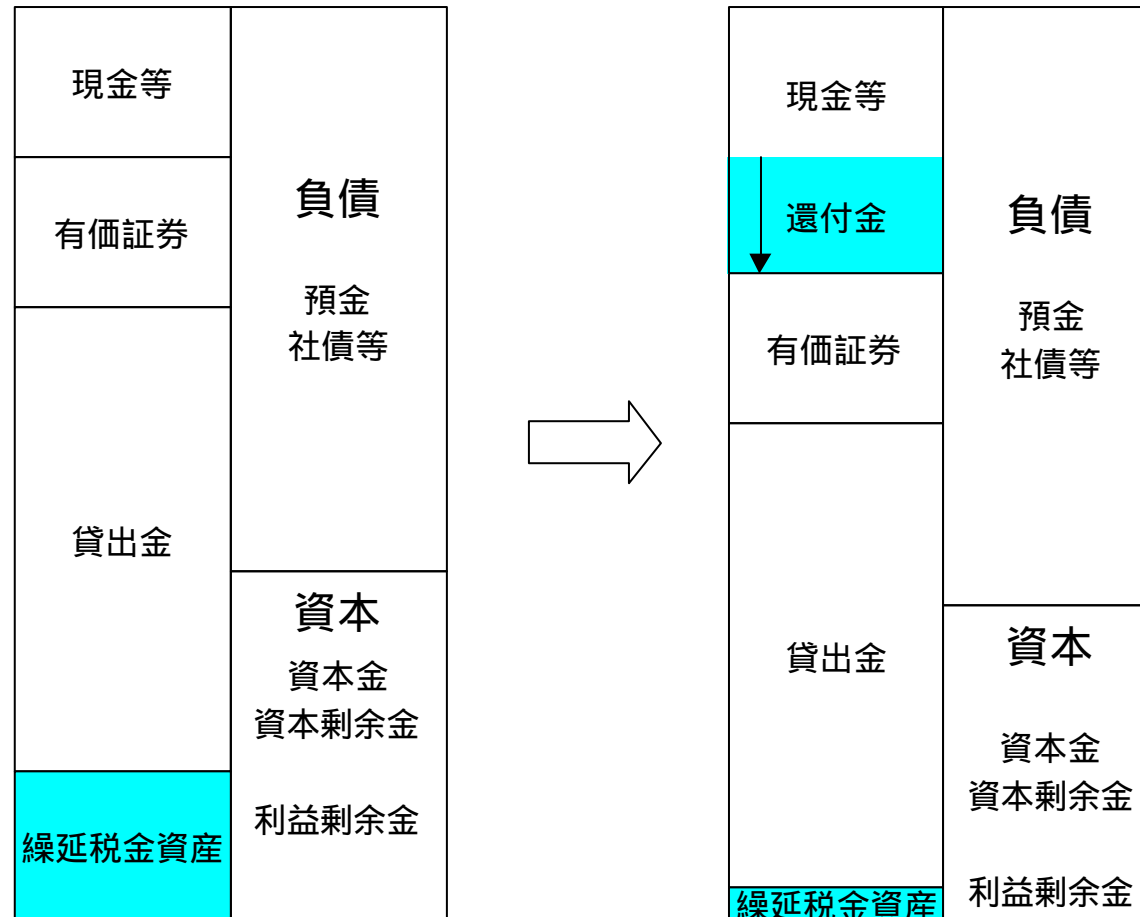 現金等
有価証券
貸出金
繰延税金資産
負債
預金
社債等
資本
資本金
資本剰余金
利益剰余金
現金等
還付金
有価証券
貸出金
繰延税金資産
負債
預金
社債等
資本
資本金
資本剰余金
利益剰余金